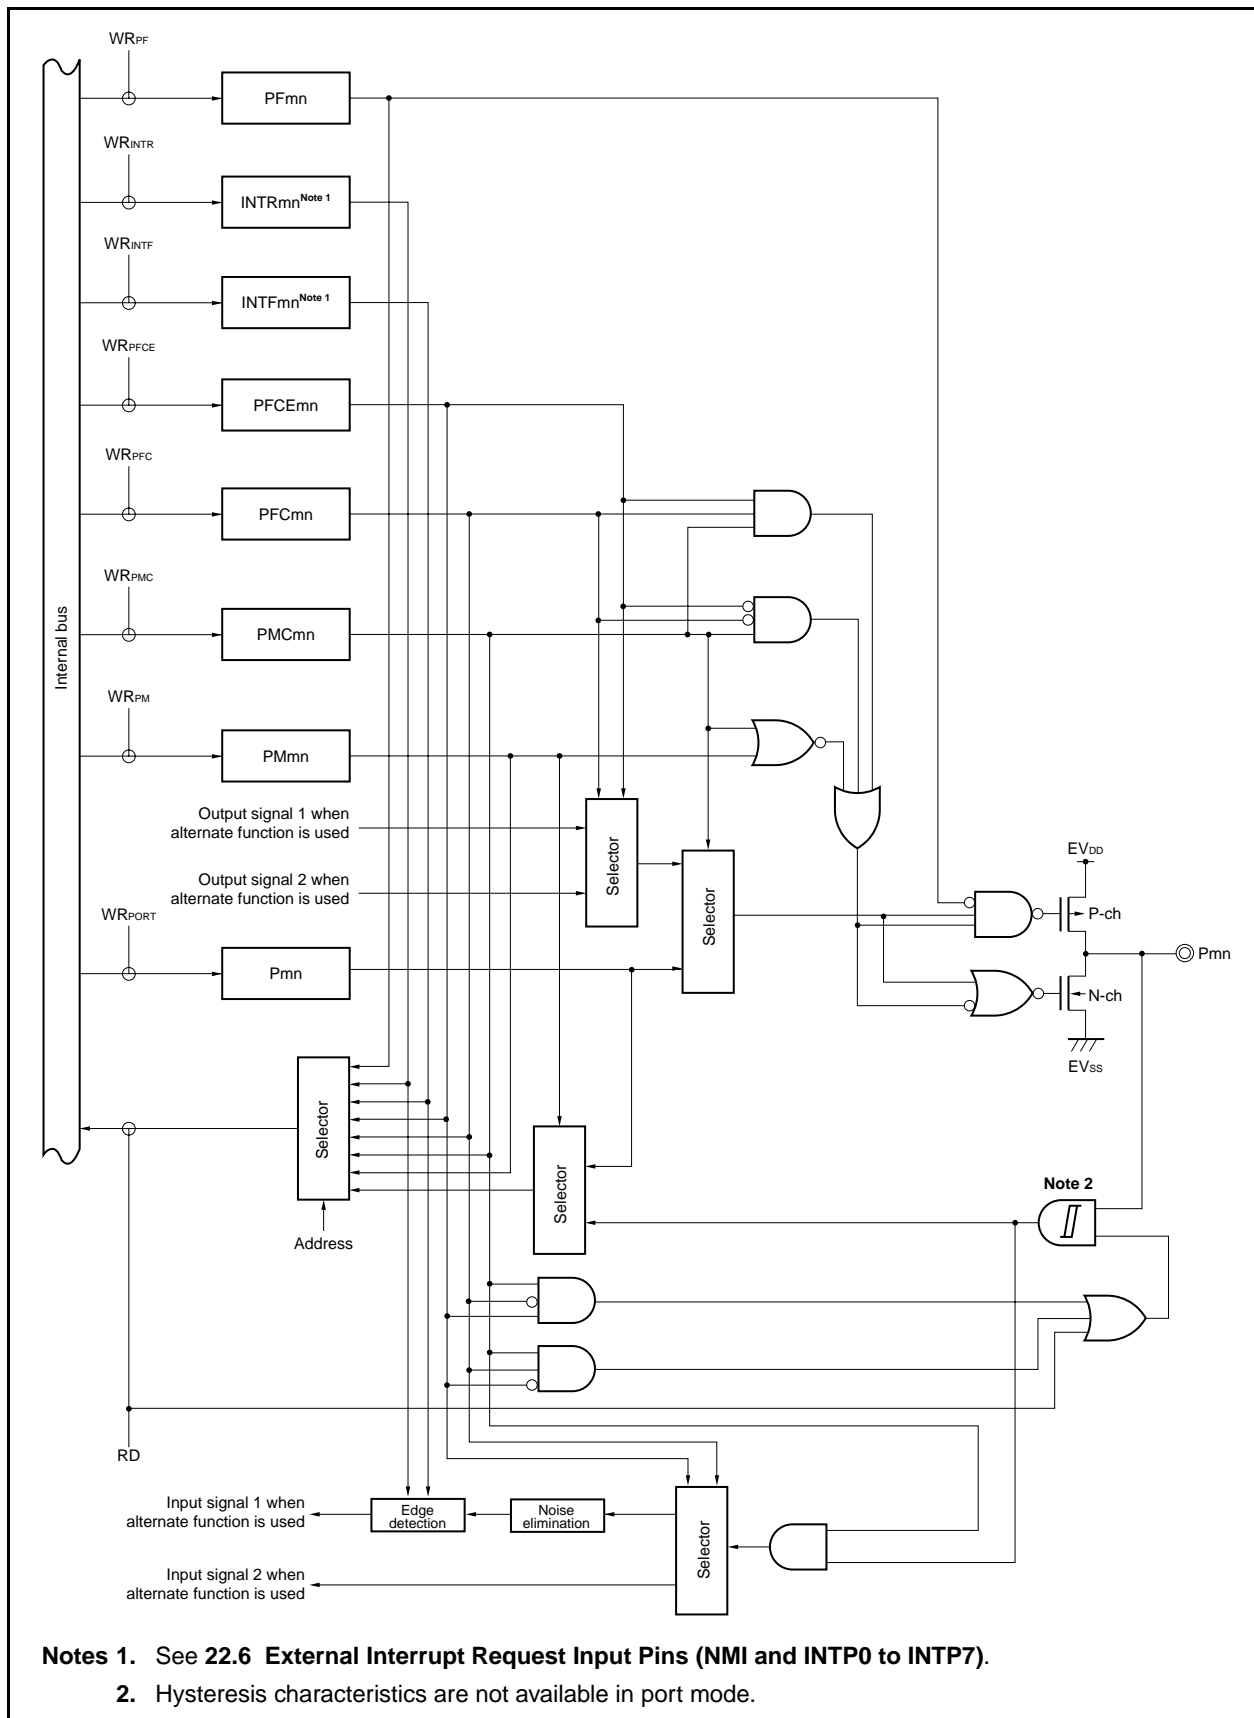 WRPF
PFmn
WRINTR
INTRmnNote 1
WRINTF
INTFmnNote 1
WRPFCE
PFCEmn
WRPFC
PFCmn
WRPMC
PMCmn
Internal bus
WRPM
PMmn
Output signal 1 when
alternate function is used
Selector
Output signal 2 when
alternate function is used
Selector
EVDD
P-ch
WRPORT
Pmn
Pmn
N-ch
EVSS
Selector
Selector
Note 2
Address
RD
Input signal 1 when
alternate function is used
Edge
detection
Noise
elimination
Selector
Input signal 2 when
alternate function is used
Notes 1. See 22.6 External Interrupt Request Input Pins (NMI and INTP0 to INTP7).
2. Hysteresis characteristics are not available in port mode.